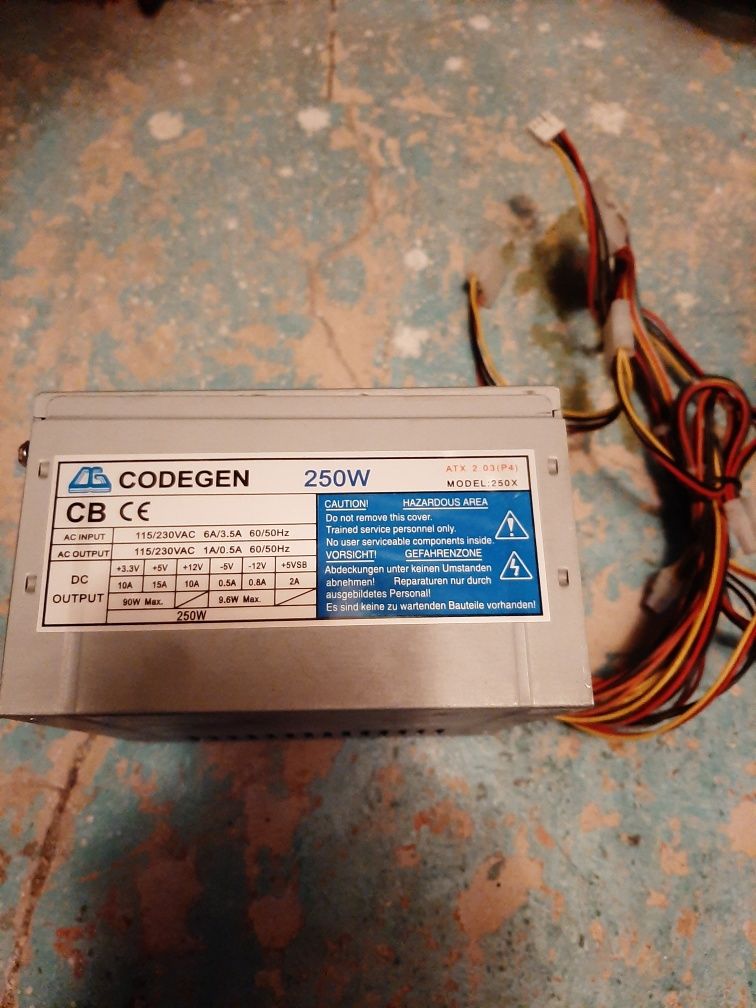 CODEGEN 250W ATX 2.03(P4)
MODEL:250X
CB CE
AC INPUT 115/230VAC 6A/3.5A 60/50Hz
AC OUTPUT 115/230VAC 1A/0.5A 60/50Hz
DC OUTPUT +3.3V +5V +12V -5V -12V +5VSB
10A 15A 10A 0.5A 0.8A 2A
90W Max. 9.6W Max.
250W
CAUTION! HAZARDOUS AREA
Do not remove this cover.
Trained service personnel only.
No user serviceable components inside.
VORSICHT! GEFAHRENZONE
Abdeckungen unter keinen Umstanden
abnehmen! Reparaturen nur durch
ausgebildetes Personal!
Es sind keine zu wartenden Bauteile vorhanden!